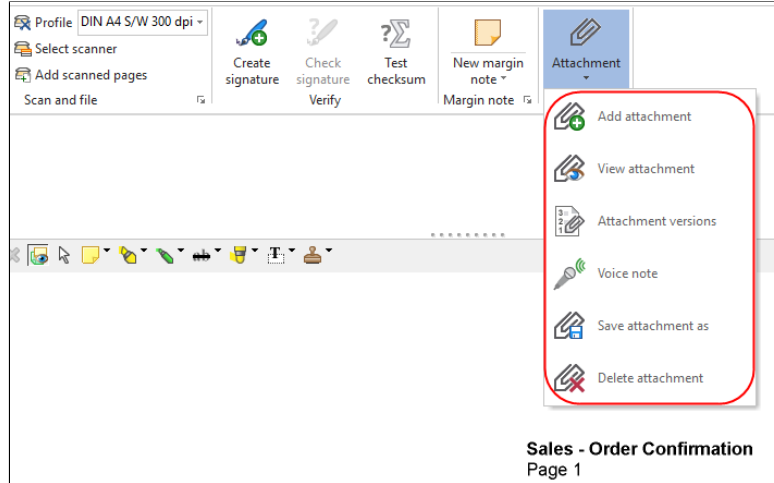 Profile DIN A4 S/W 300 dpi
Select scanner
Add scanned pages
Scan and file
Create signature
Check signature
Test checksum
Verify
New margin note
Margin note
Attachment
Add attachment
View attachment
Attachment versions
Voice note
Save attachment as
Delete attachment
ab
T
Sales - Order Confirmation
Page 1